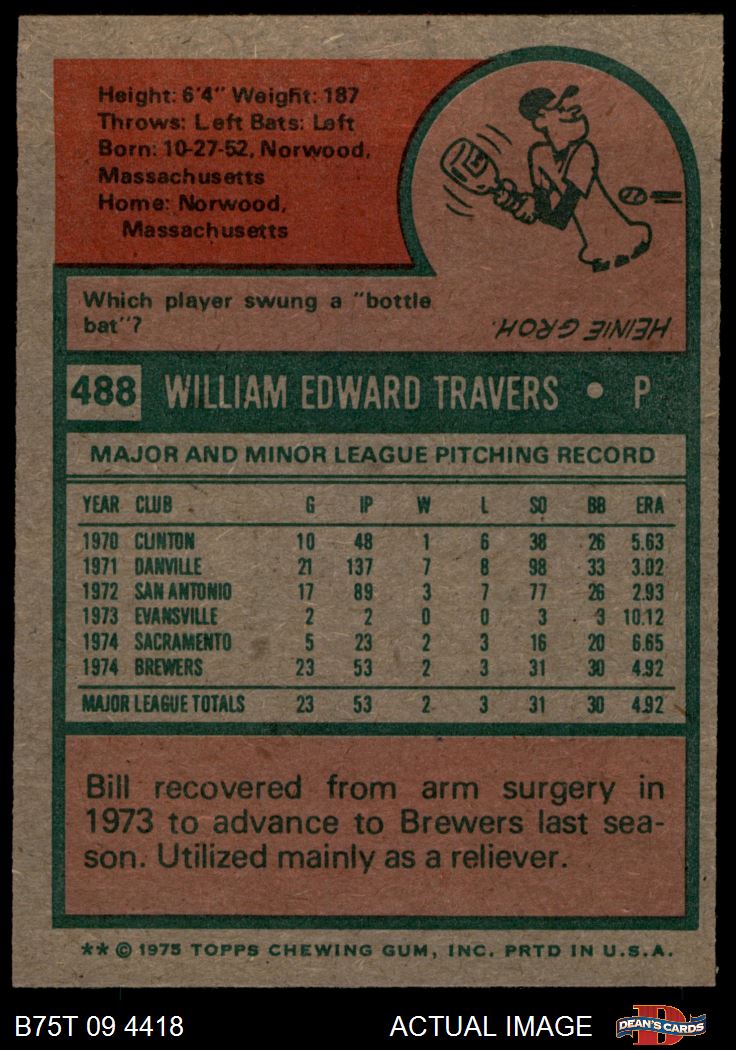 Height: 6'4" Weight: 187
Throws: Left Bats: Left
Born: 10-27-52, Norwood,
Massachusetts
Home: Norwood,
Massachusetts
Which player swung a "bottle
bat"?
HEINIE GROH.
488 WILLIAM EDWARD TRAVERS • P
MAJOR AND MINOR LEAGUE PITCHING RECORD
YEAR CLUB G IP W L SO BB ERA
1970 CLINTON 10 48 1 6 38 26 5.63
1971 DANVILLE 21 137 7 8 98 33 3.02
1972 SAN ANTONIO 17 89 3 7 77 26 2.93
1973 EVANSVILLE 2 2 0 0 3 3 10.12
1974 SACRAMENTO 5 23 2 3 16 20 6.65
1974 BREWERS 23 53 2 3 31 30 4.92
MAJOR LEAGUE TOTALS 23 53 2 3 31 30 4.92
Bill recovered from arm surgery in
1973 to advance to Brewers last sea-
son. Utilized mainly as a reliever.
** © 1975 TOPPS CHEWING GUM, INC. PRTD IN U.S.A.
B75T 09 4418 ACTUAL IMAGE DEAN'S CARDS